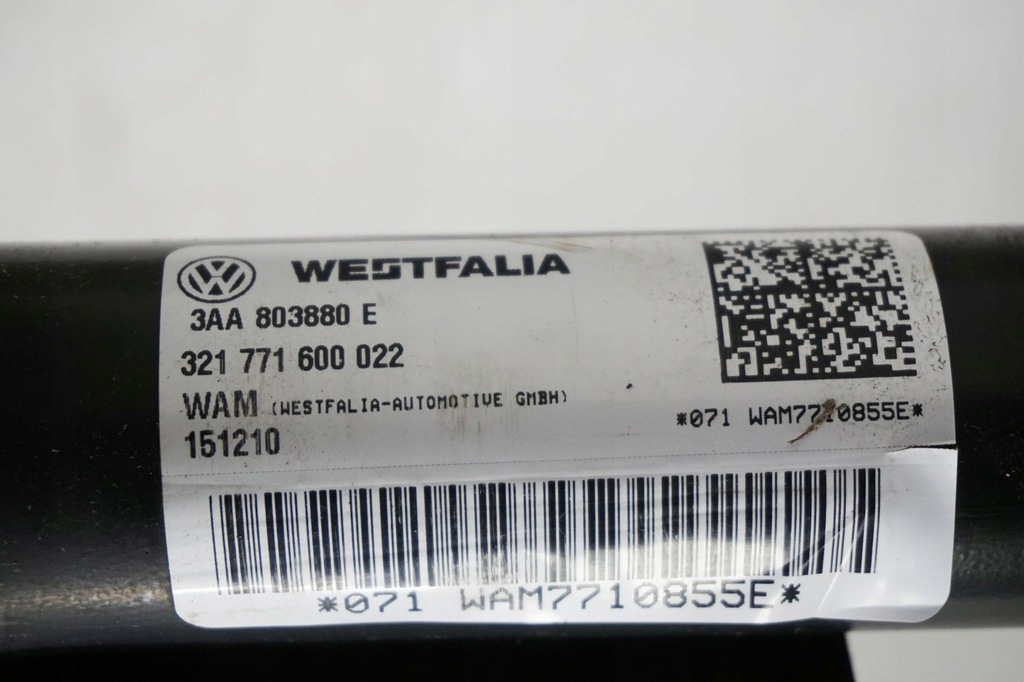 WESTFALIA
3AA 803880 E
321 771 600 022
WAM (WESTFALIA-AUTOMOTIVE GMBH)
151210
*071 WAM7710855E*
*071 WAM7710855E*